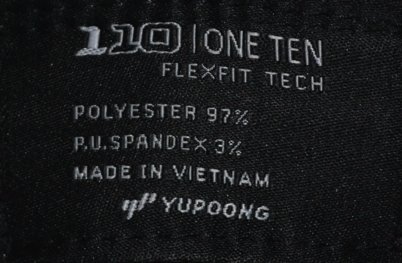 110 | ONE TEN
FLEXFIT TECH
POLYESTER 97%
P.U.SPANDEX 3%
MADE IN VIETNAM
YUPOONG